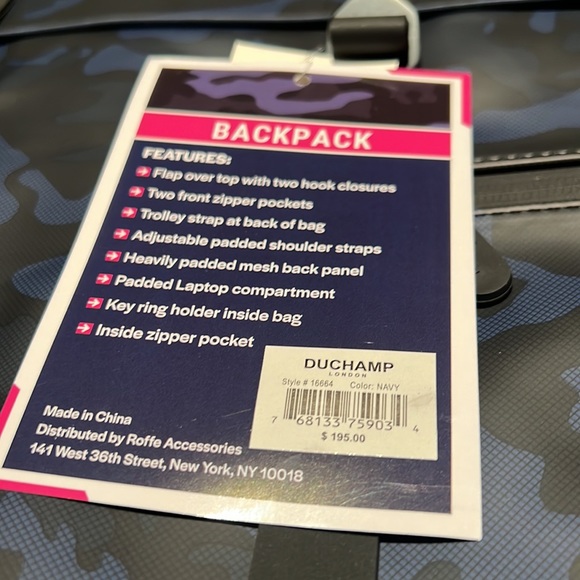 BACKPACK
FEATURES:
Flap over top with two hook closures
Two front zipper pockets
Trolley strap at back of bag
Adjustable padded shoulder straps
Heavily padded mesh back panel
Padded Laptop compartment
Key ring holder inside bag
Inside zipper pocket
DUCHAMP
LONDON
Style # 16664 Color: NAVY
7 68133 75903 4
$ 195.00
Made in China
Distributed by Roffe Accessories
141 West 36th Street, New York, NY 10018